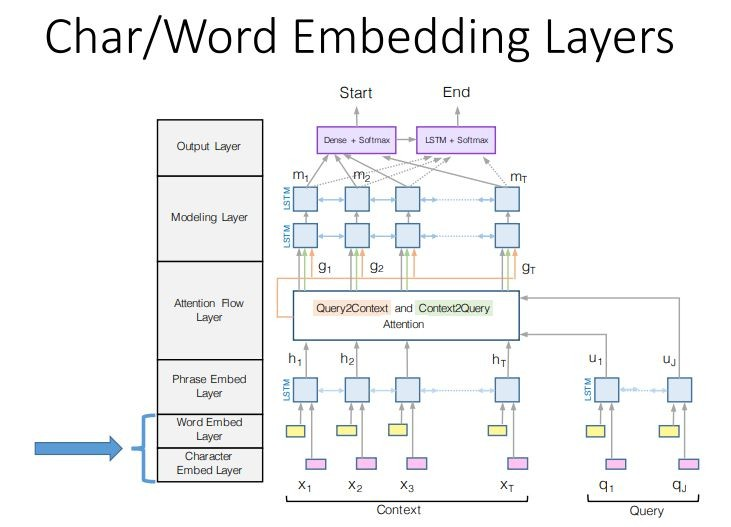 Char/Word Embedding Layers
Start End
Output Layer
Dense + Softmax
LSTM + Softmax
m1 m2 mT
Modeling Layer
LSTM
LSTM
g1 g2 gT
Attention Flow
Layer
Query2Context and Context2Query
Attention
h1 h2 hT
u1 uJ
Phrase Embed
Layer
LSTM
LSTM
Word Embed
Layer
Character
Embed Layer
x1 x2 x3 xT
q1 qJ
Context
Query